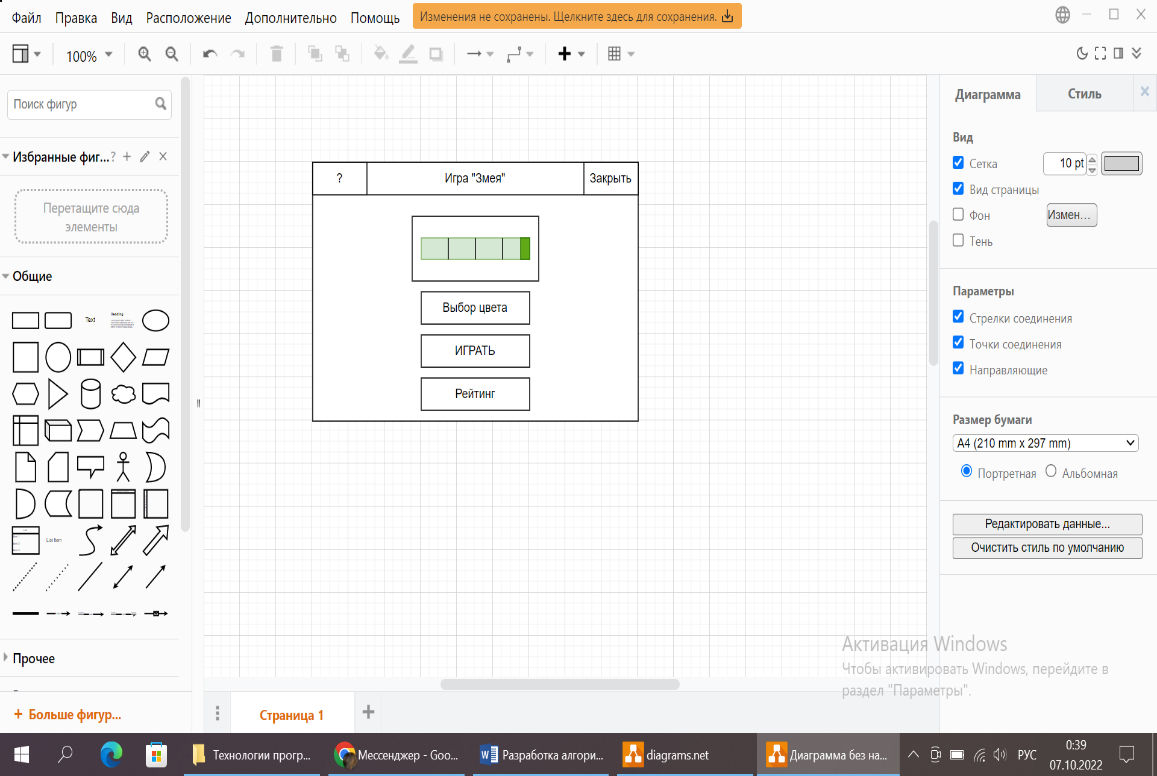 Файл Правка Вид Расположение Дополнительно Помощь Изменения не сохранены. Щелкните здесь для сохранения.
100%
Поиск фигур
Избранные фиг... ?
Перетащите сюда
элементы
Общие
Text
Heading
List Item
Прочее
+ Больше фигур...
? Игра "Змея" Закрыть
Выбор цвета
ИГРАТЬ
Рейтинг
Страница 1
Диаграмма Стиль
Вид
Сетка 10 pt
Вид страницы
Фон Измен...
Тень
Параметры
Стрелки соединения
Точки соединения
Направляющие
Размер бумаги
A4 (210 mm x 297 mm)
Портретная Альбомная
Редактировать данные...
Очистить стиль по умолчанию
Активация Windows
Чтобы активировать Windows, перейдите в
раздел "Параметры".
Технологии прогр... Мессенджер - Goo... Разработка алгори... diagrams.net Диаграмма без на... РУС 0:39
07.10.2022